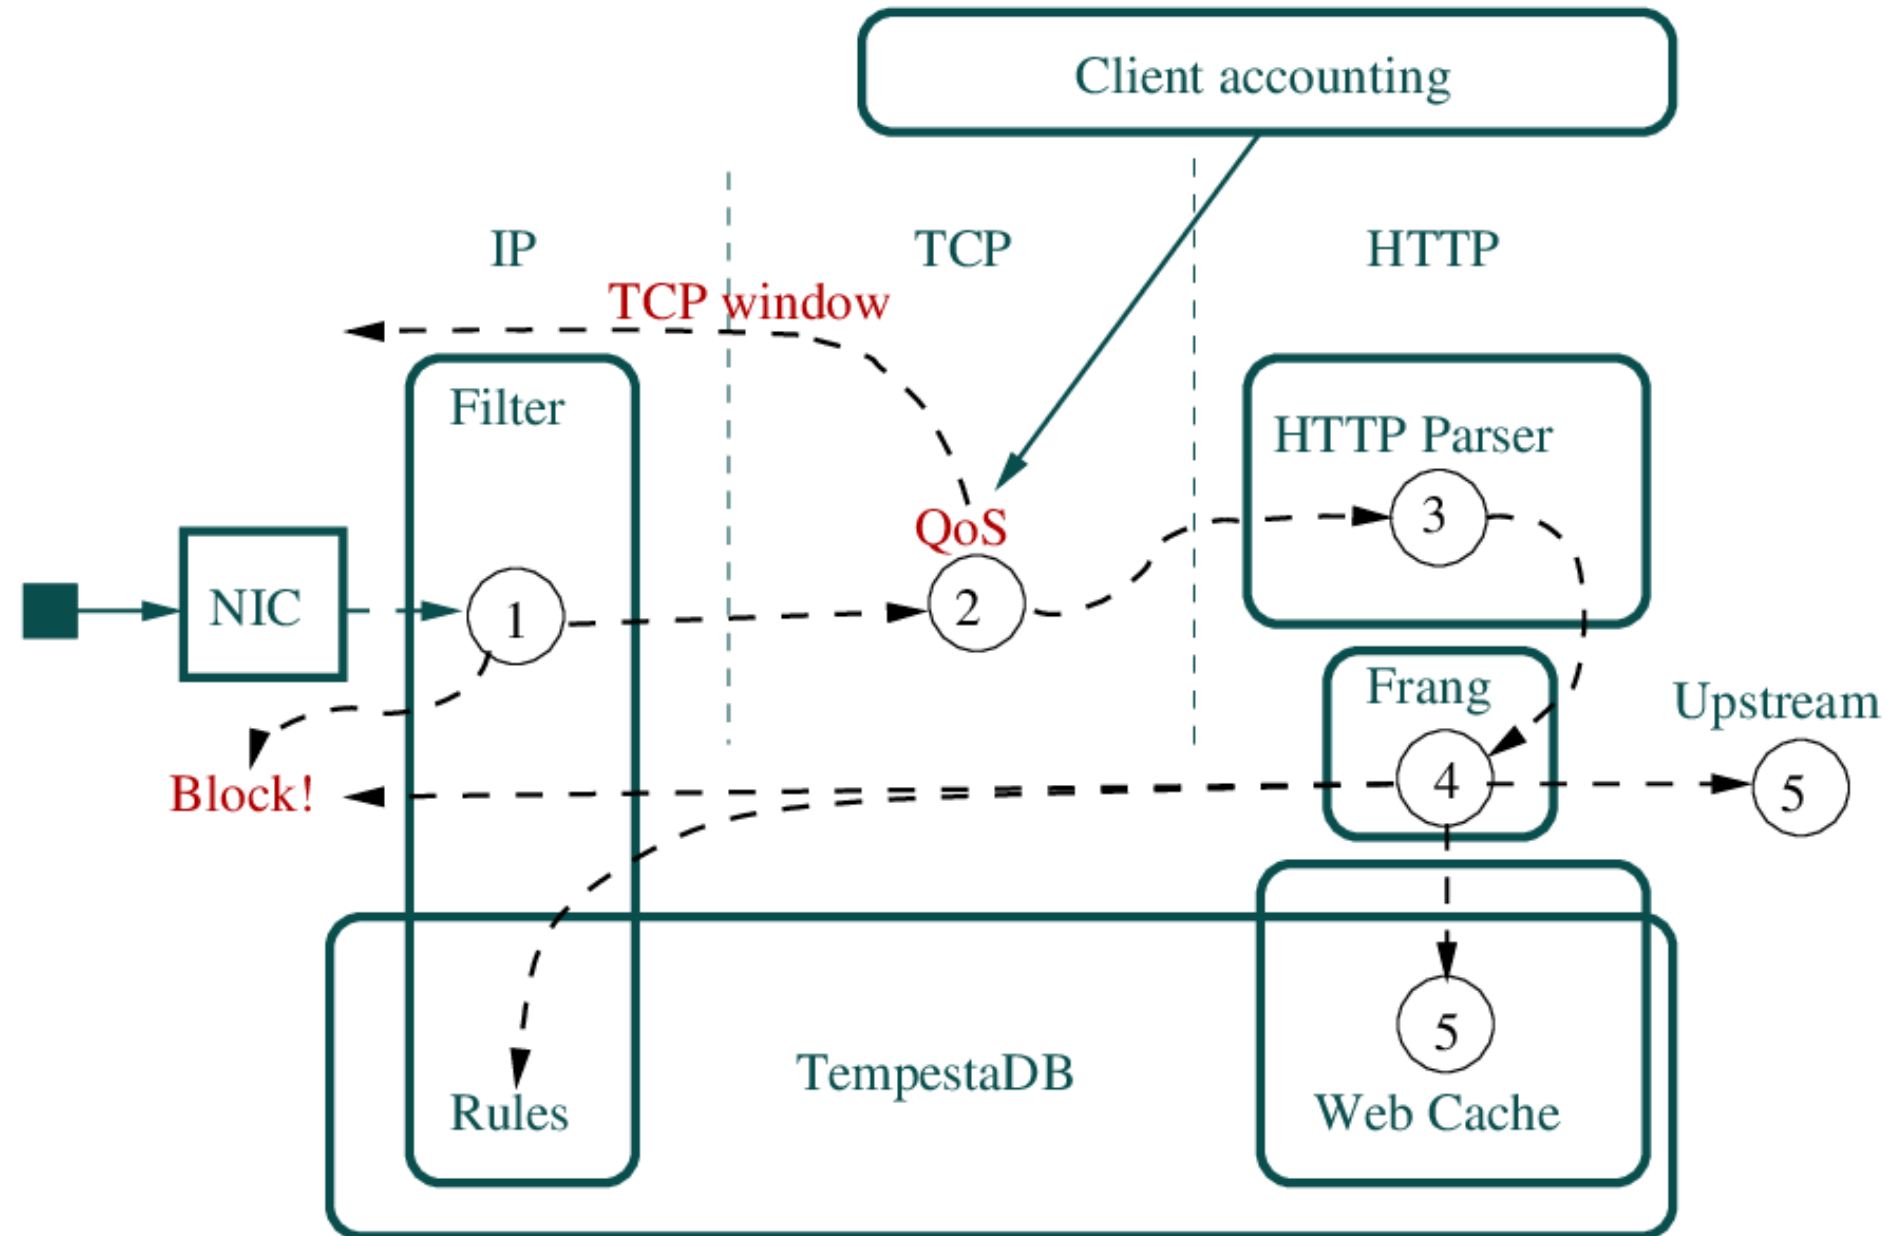 Client accounting
IP
TCP
HTTP
TCP window
Filter
HTTP Parser
QoS
3
NIC
1
2
Frang
Upstream
Block!
4
5
5
TempestaDB
Rules
Web Cache